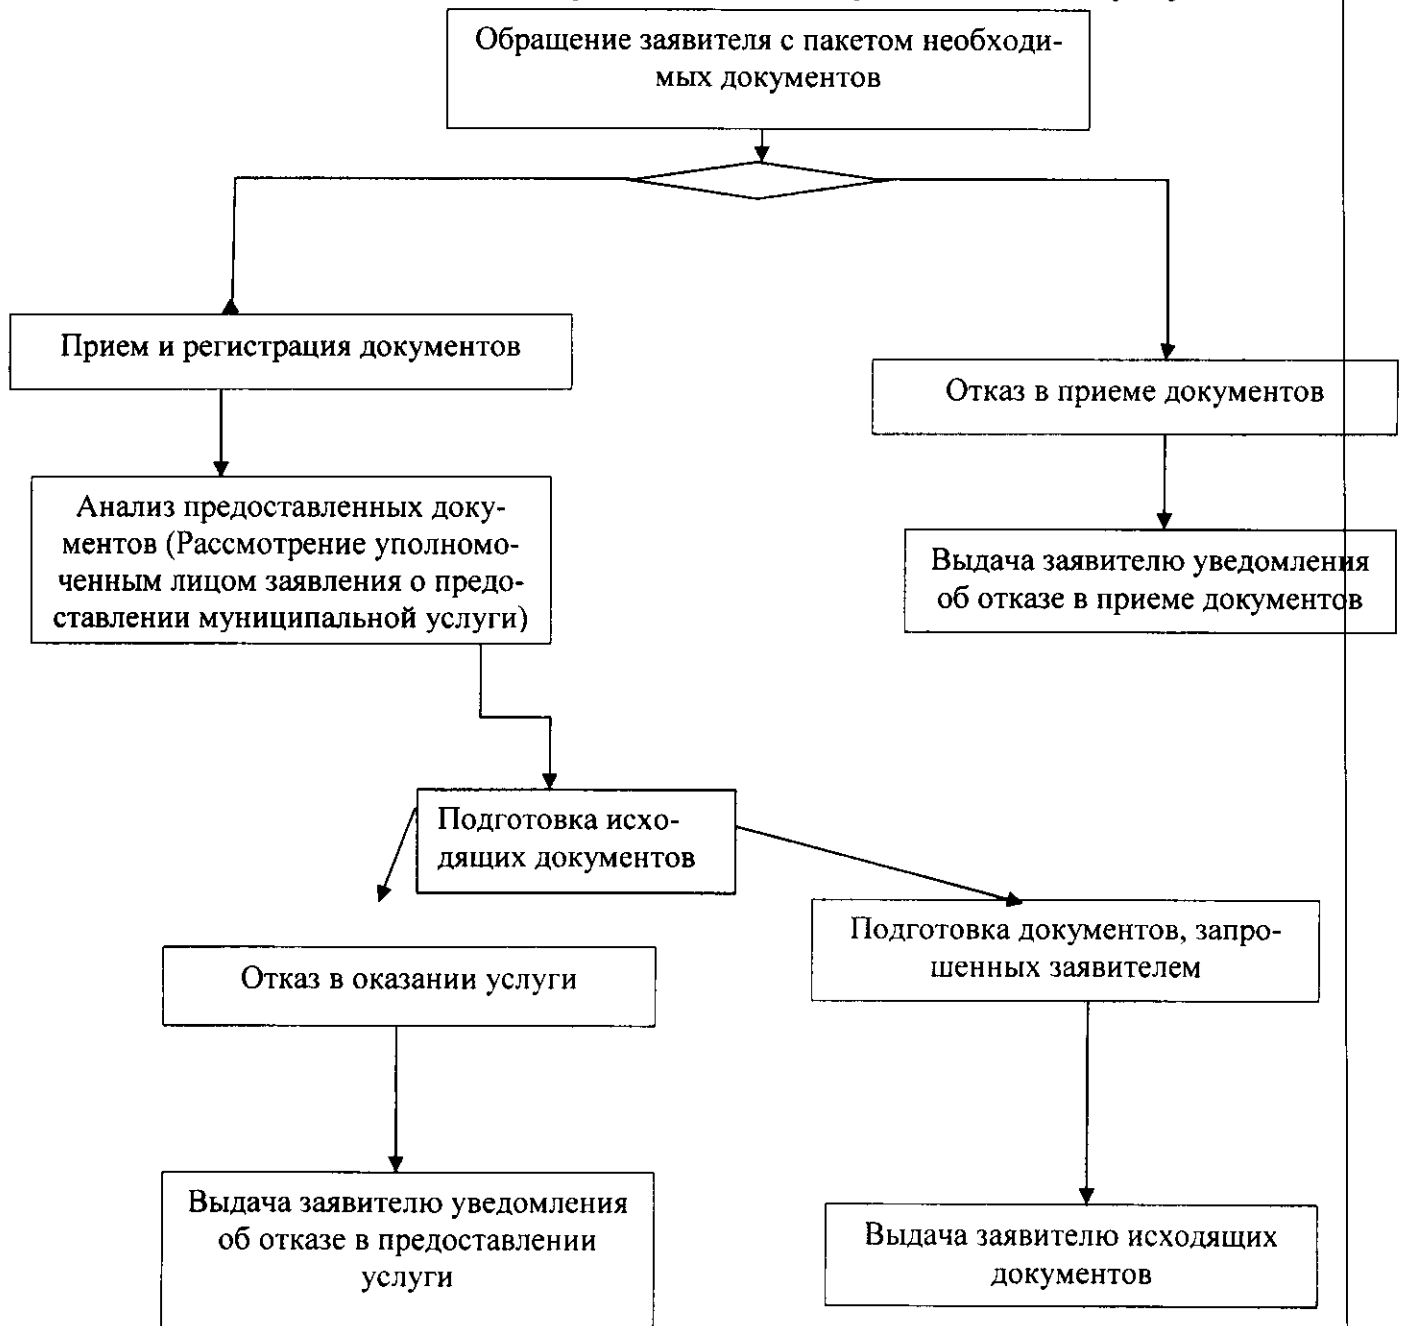 Обращение заявителя с пакетом необходи-
мых документов
Прием и регистрация документов
Отказ в приеме документов
Анализ предоставленных доку-
ментов (Рассмотрение уполномо-
ченным лицом заявления о предо-
ставлении муниципальной услуги)
Выдача заявителю уведомления
об отказе в приеме документов
Подготовка исхо-
дящих документов
Отказ в оказании услуги
Подготовка документов, запро-
шенных заявителем
Выдача заявителю уведомления
об отказе в предоставлении
услуги
Выдача заявителю исходящих
документов